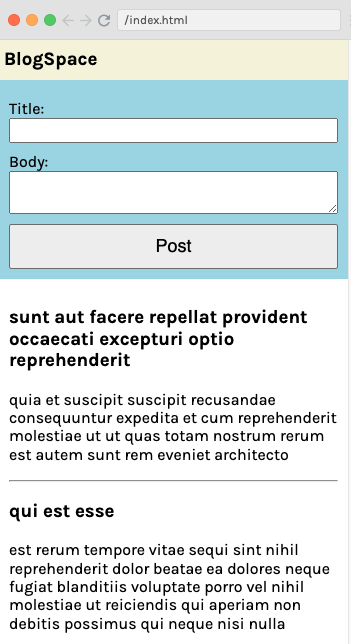 /index.html
BlogSpace
Title:
Body:
Post
sunt aut facere repellat provident
occaecati excepturi optio
reprehenderit
quia et suscipit suscipit recusandae
consequuntur expedita et cum reprehenderit
molestiae ut ut quas totam nostrum rerum
est autem sunt rem eveniet architecto
qui est esse
est rerum tempore vitae sequi sint nihil
reprehenderit dolor beatae ea dolores neque
fugiat blanditiis voluptate porro vel nihil
molestiae ut reiciendis qui aperiam non
debitis possimus qui neque nisi nulla